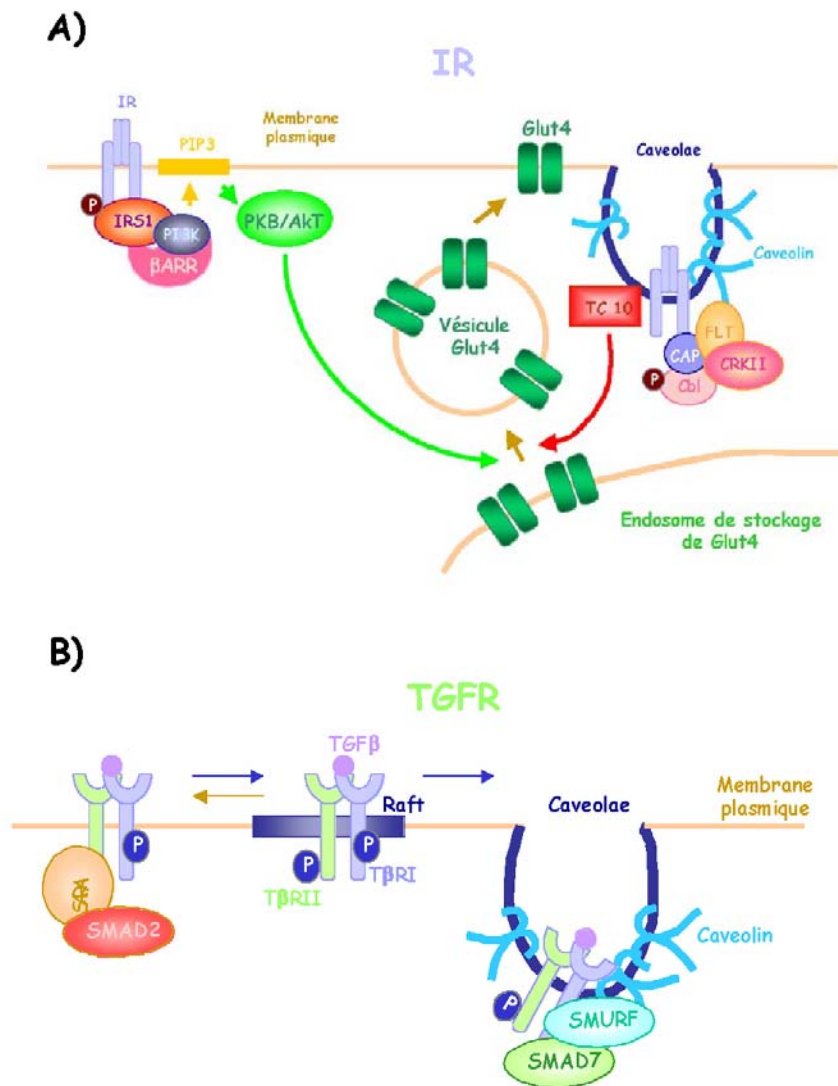 A)
IR
IR
PIP3
Membrane
plasmique
Glut4
Caveolae
P
IRS1
PI3K
βARR
PKB/AkT
Vésicule
Glut4
TC 10
Caveolin
FLT
CAP
CRKII
P
Cbl
Endosome de stockage
de Glut4
B)
TGFR
TGFβ
Raft
Caveolae
Membrane
plasmique
P
P
P
TβRII
TβRI
SARA
SMAD2
Caveolin
P
SMURF
SMAD7